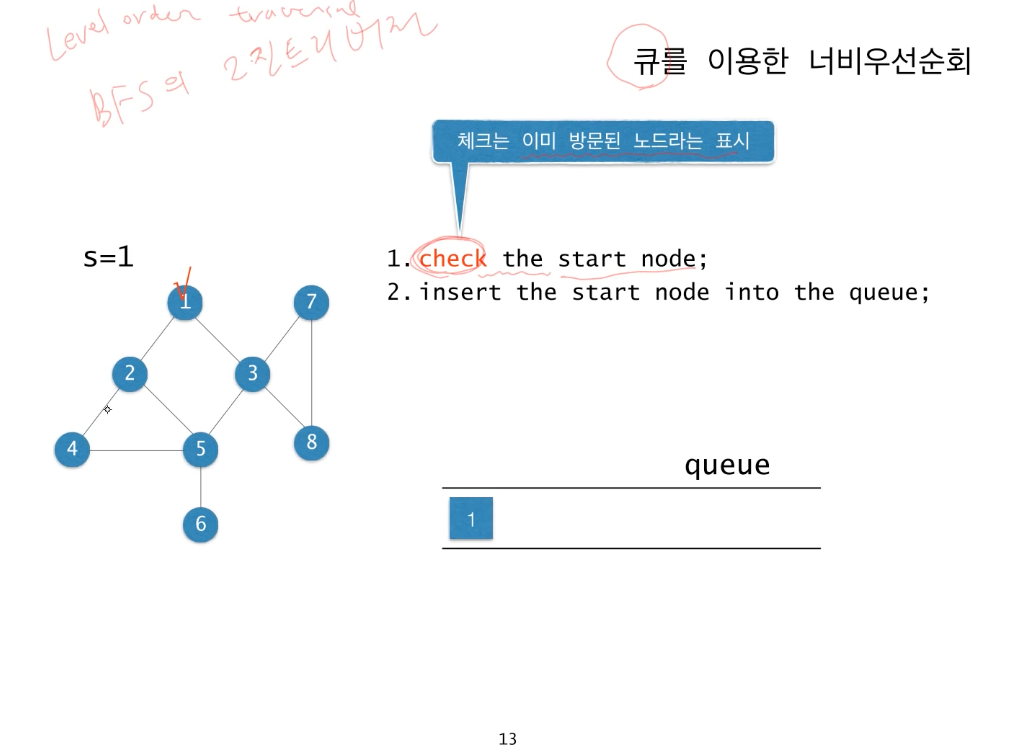 Level order traversal
BFS의 2진트리버전
큐를 이용한 너비우선순회
체크는 이미 방문된 노드라는 표시
s=1
1. check the start node;
2. insert the start node into the queue;
1
7
2
3
4
5
8
6
queue
1
13